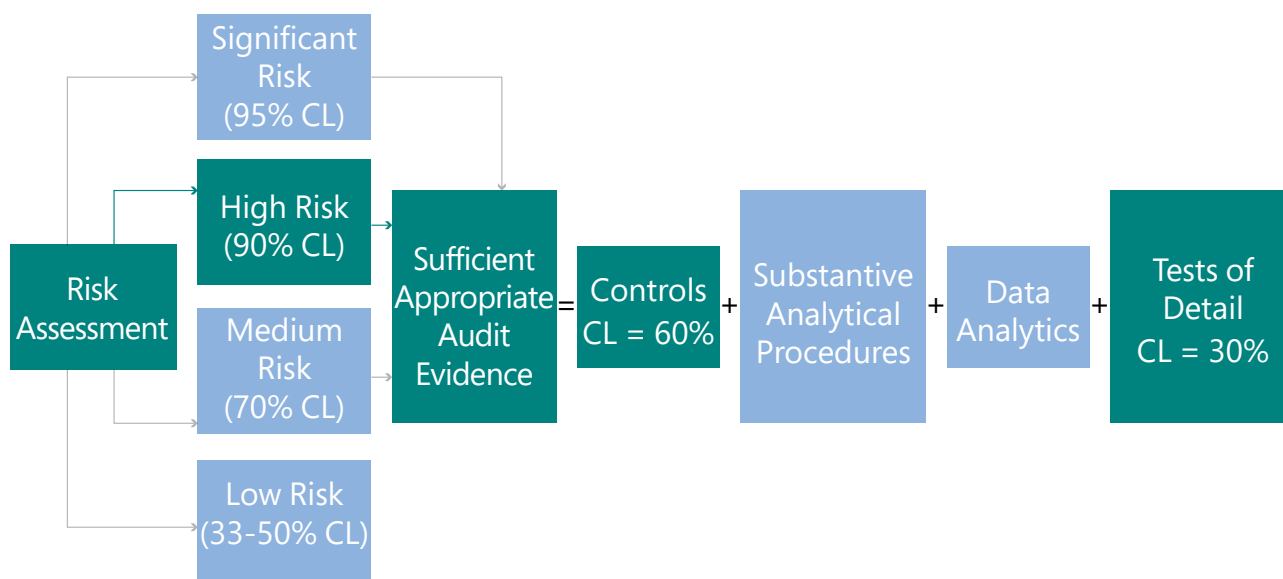 Risk
Assessment
Significant
Risk
(95% CL)
High Risk
(90% CL)
Medium
Risk
(70% CL)
Low Risk
(33-50% CL)
Sufficient
Appropriate
Audit
Evidence
=
Controls
CL = 60%
+
Substantive
Analytical
Procedures
+
Data
Analytics
+
Tests of
Detail
CL = 30%